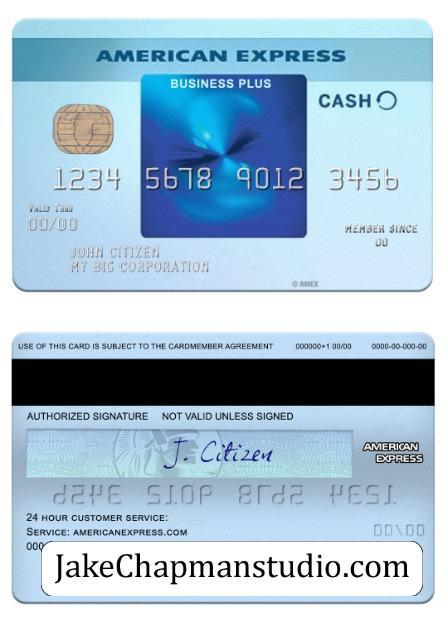 AMERICAN EXPRESS
BUSINESS PLUS
CASH
1234 5678 9012 3456
VALID THRU
00/00
MEMBER SINCE
00
JOHN CITIZEN
MY BIG CORPORATION
© AMEX
USE OF THIS CARD IS SUBJECT TO THE CARDMEMBER AGREEMENT 000000+1 00/00 0000-00-000-00
AUTHORIZED SIGNATURE NOT VALID UNLESS SIGNED
J. Citizen
AMERICAN EXPRESS
24 HOUR CUSTOMER SERVICE:
SERVICE: AMERICANEXPRESS.COM
000
JakeChapmanstudio.com